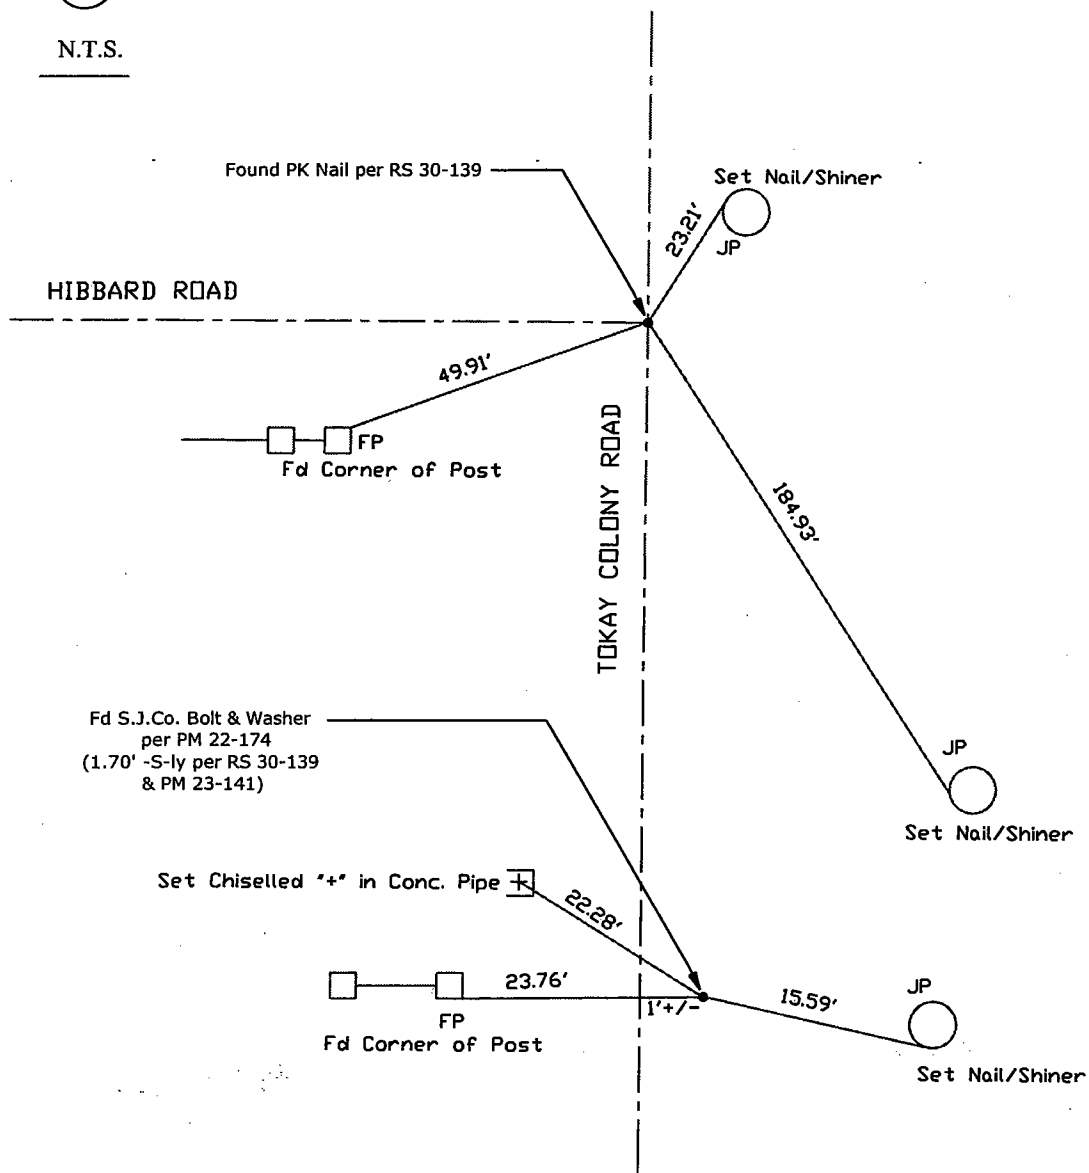 N.T.S.
Found PK Nail per RS 30-139
Set Nail/Shiner
23.21'
JP
HIBBARD ROAD
49.91'
FP
Fd Corner of Post
TOKAY COLONY ROAD
184.93'
Fd S.J.Co. Bolt & Washer
per PM 22-174
(1.70' -S-ly per RS 30-139
& PM 23-141)
JP
Set Nail/Shiner
Set Chiselled "+" in Conc. Pipe
22.28'
23.76'
1'+/-
15.59'
JP
FP
Fd Corner of Post
Set Nail/Shiner